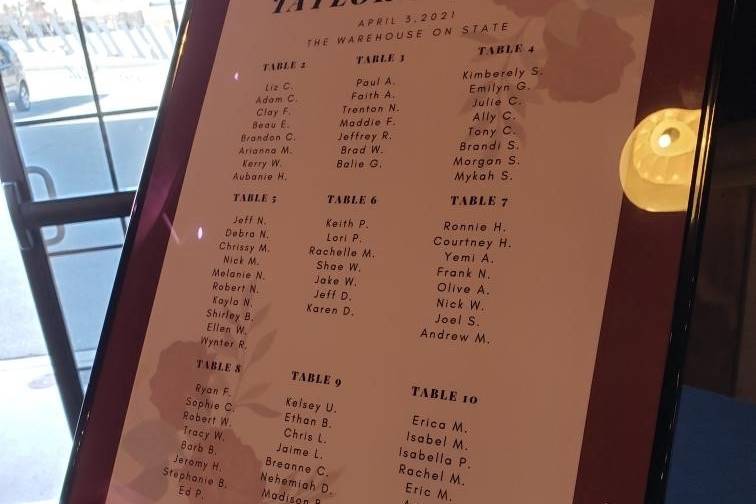 TAYLOR
APRIL 3, 2021
THE WAREHOUSE ON STATE
TABLE 2
Liz C.
Adam C.
Clay F.
Beau E.
Brandon C.
Arianna M.
Kerry W.
Aubanie H.
TABLE 3
Paul A.
Faith A.
Trenton N.
Maddie F.
Jeffrey R.
Brad W.
Balie G.
TABLE 4
Kimberely S.
Emilyn G.
Julie C.
Ally C.
Tony C.
Brandi S.
Morgan S.
Mykah S.
TABLE 5
Jeff N.
Debra N.
Chrissy M.
Nick M.
Melanie N.
Robert N.
Kayla N.
Shirley B.
Ellen W.
Wynter R.
TABLE 6
Keith P.
Lori P.
Rachelle M.
Shae W.
Jake W.
Jeff D.
Karen D.
TABLE 7
Ronnie H.
Courtney H.
Yemi A.
Frank N.
Olive A.
Nick W.
Joel S.
Andrew M.
TABLE 8
Ryan F.
Sophie C.
Robert W.
Tracy W.
Barb B.
Jeromy H.
Stephanie B.
Ed P.
TABLE 9
Kelsey U.
Ethan B.
Chris L.
Jaime L.
Breanne C.
Nehemiah D.
Madison
TABLE 10
Erica M.
Isabel M.
Isabella P.
Rachel M.
Eric M.